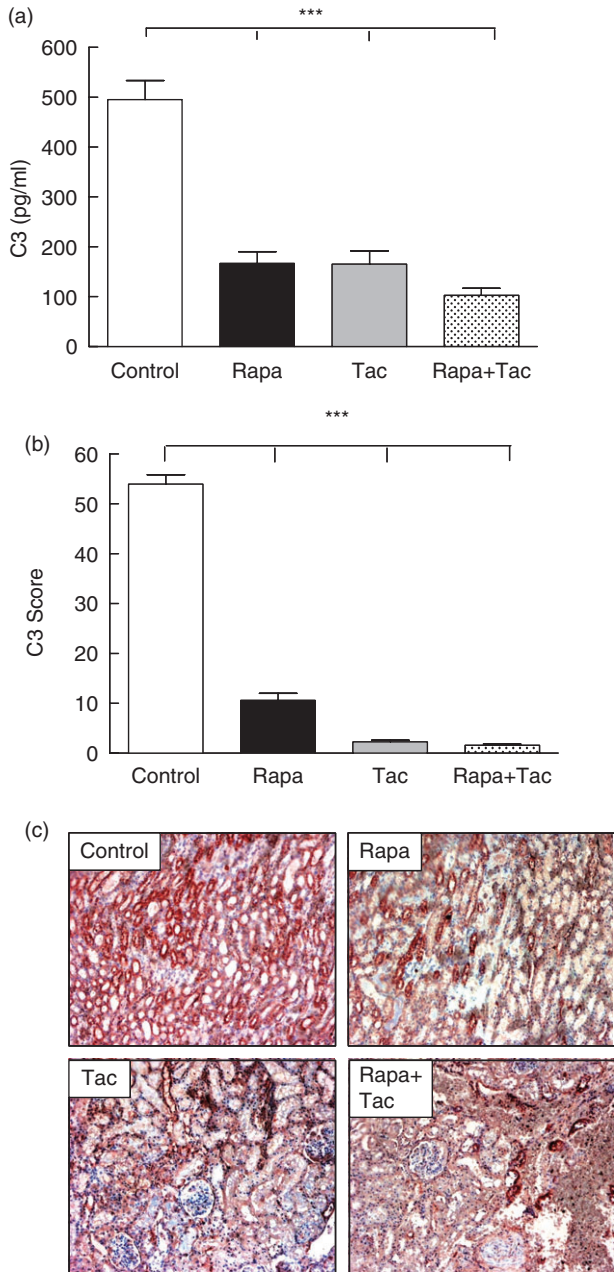 (a)
***
600
500
400
300
200
100
0
C3 (pg/ml)
Control Rapa Tac Rapa+Tac
(b)
***
60
50
40
30
20
10
0
C3 Score
Control Rapa Tac Rapa+Tac
(c)
Control
Rapa
Tac
Rapa+
Tac